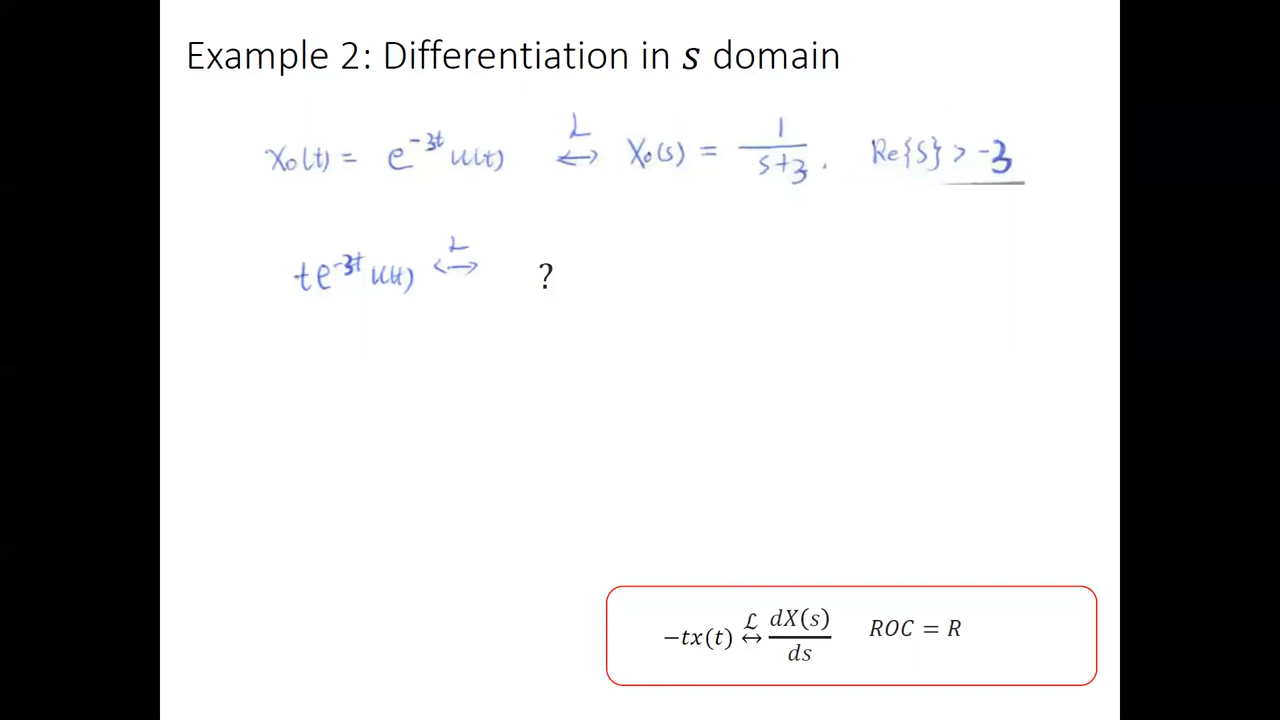 Example 2: Differentiation in s domain
x₀(t) = e^{-3t} u(t) ℒ ↔ X₀(s) = 1/(s+3). Re{s} > -3
te^{-3t} u(t) ℒ ↔ ?
-tx(t) ℒ ↔ dX(s)/ds ROC = R